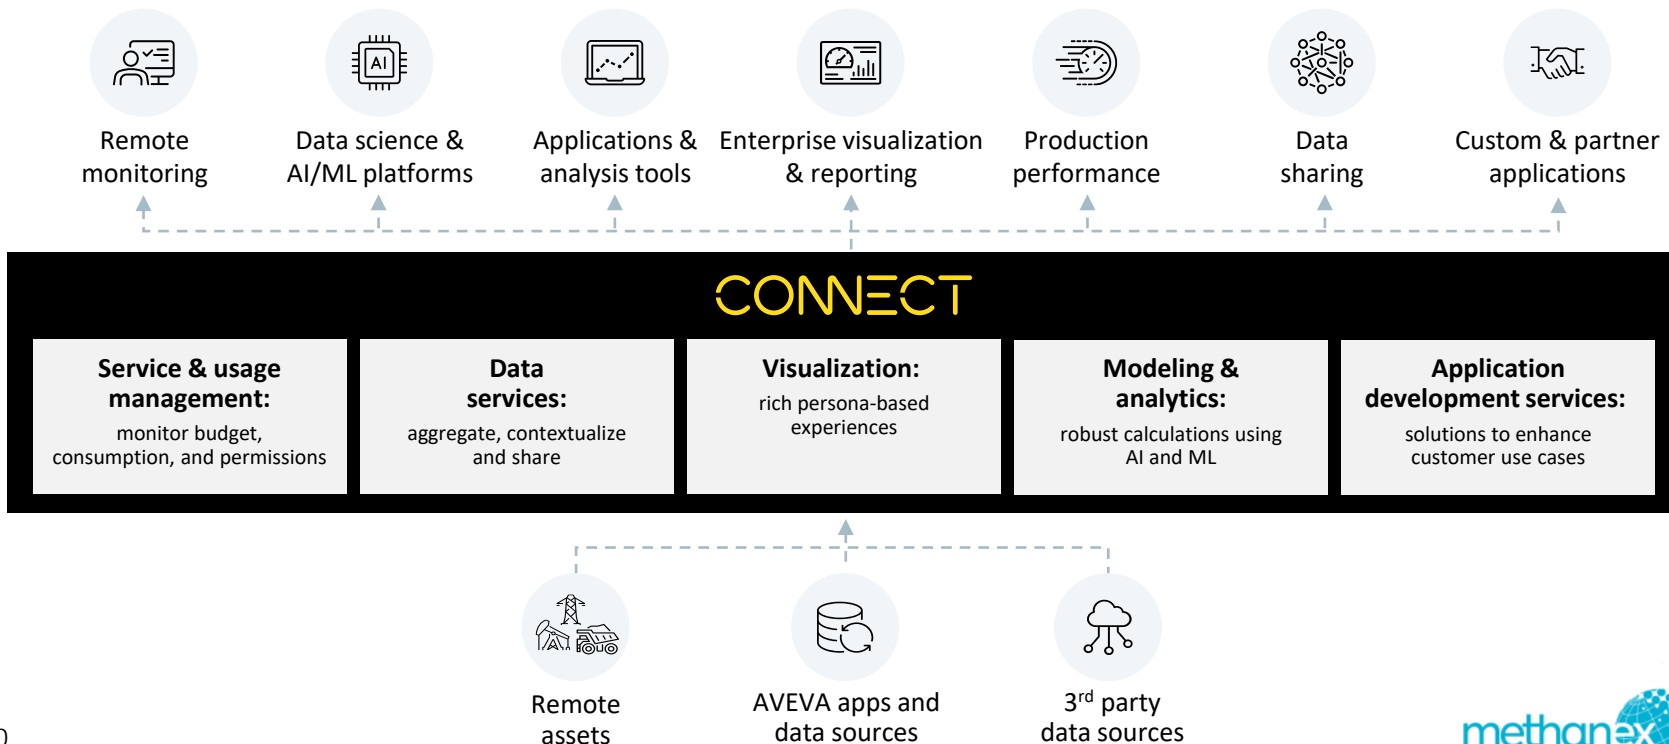 AI
Remote
monitoring
Data science &
AI/ML platforms
Applications &
analysis tools
Enterprise visualization
& reporting
Production
performance
Data
sharing
Custom & partner
applications
CONNECT
Service & usage
management:
monitor budget,
consumption, and permissions
Data
services:
aggregate, contextualize
and share
Visualization:
rich persona-based
experiences
Modeling &
analytics:
robust calculations using
AI and ML
Application
development services:
solutions to enhance
customer use cases
Remote
assets
AVEVA apps and
data sources
3rd party
data sources
methanex
0